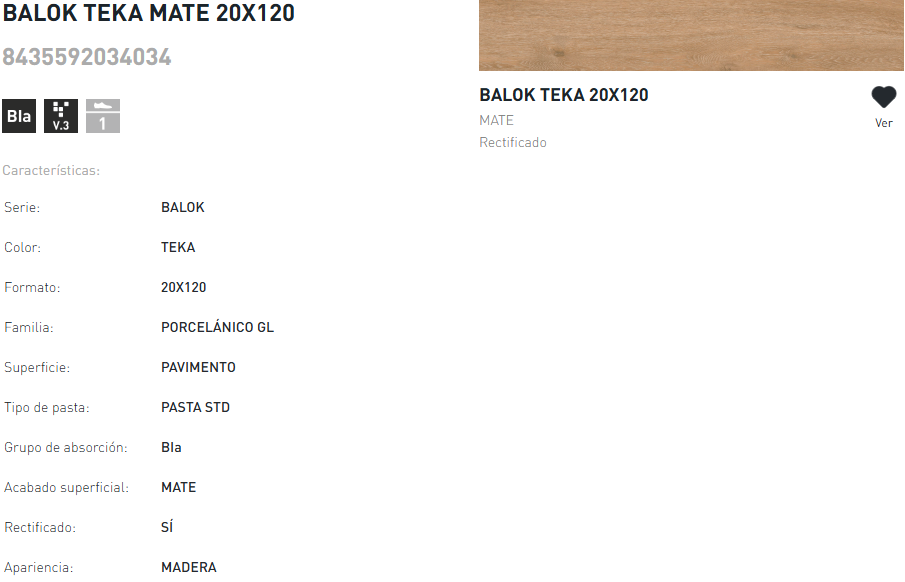 BALOK TEKA MATE 20X120
8435592034034
BIa
V.3
1
Características:
Serie: BALOK
Color: TEKA
Formato: 20X120
Familia: PORCELÁNICO GL
Superficie: PAVIMENTO
Tipo de pasta: PASTA STD
Grupo de absorción: BIa
Acabado superficial: MATE
Rectificado: SÍ
Apariencia: MADERA
BALOK TEKA 20X120
MATE
Rectificado
Ver